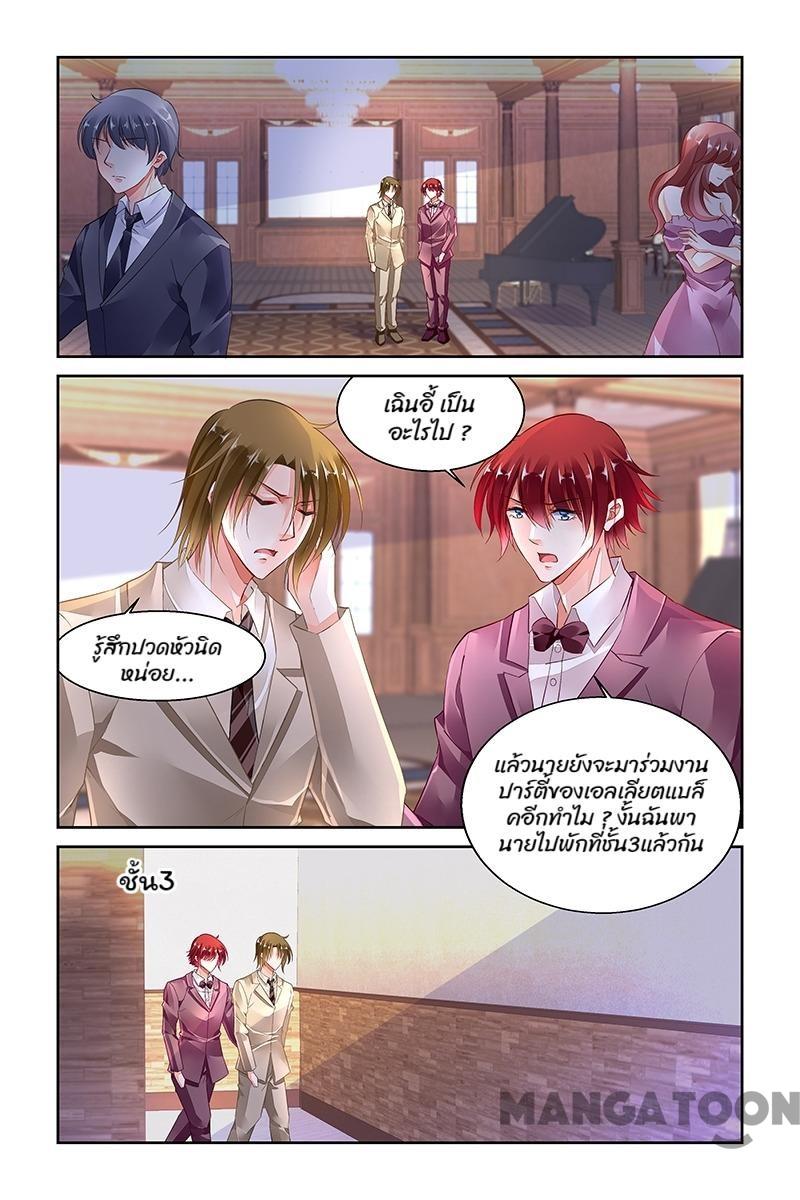 เฉินอี้ เป็น
อะไรไป ?
รู้สึกปวดหัวนิด
หน่อย...
แล้วนายยังจะมาร่วมงาน
ปาร์ตี้ของเอลเลียตแบล็
คอีกทำไม ? งั้นฉันพา
นายไปพักที่ชั้น3แล้วกัน
ชั้น3
MANGATOON